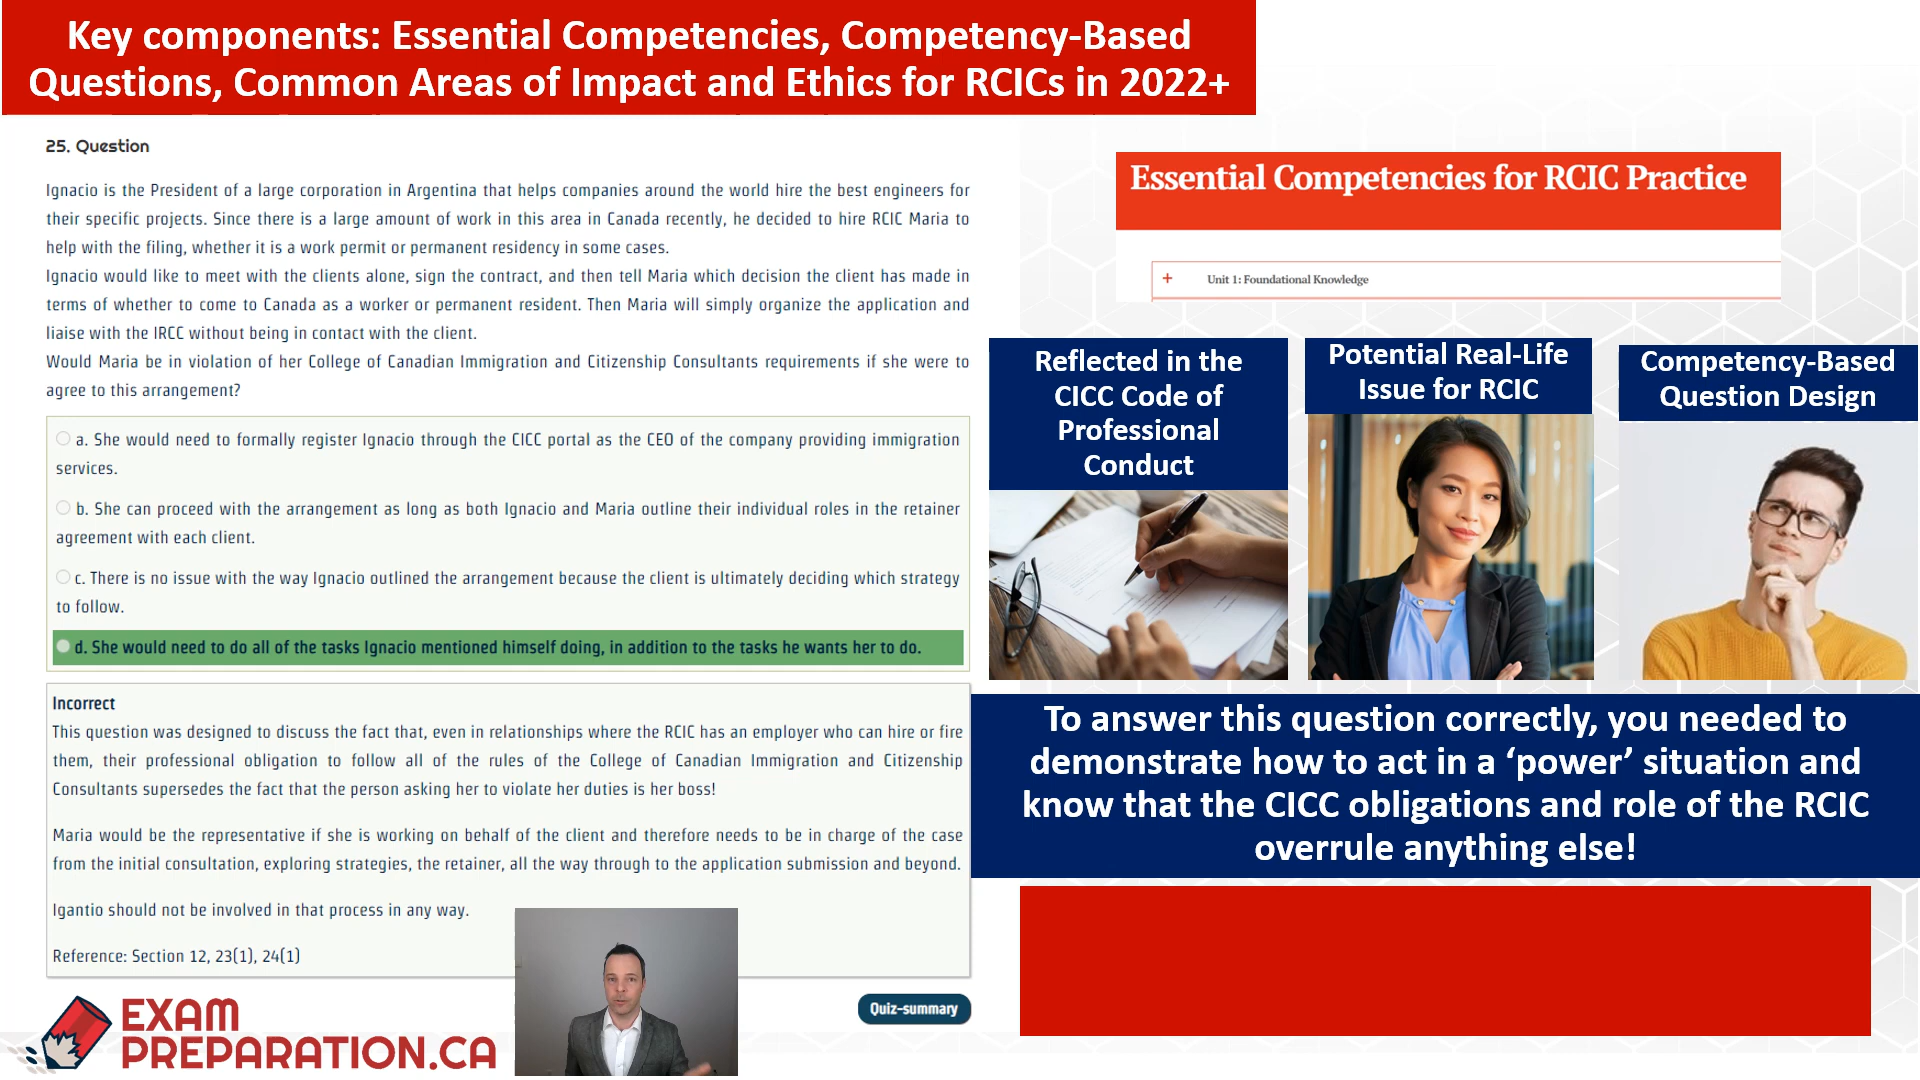 Key components: Essential Competencies, Competency-Based
Questions, Common Areas of Impact and Ethics for RCICs in 2022+
25. Question
Ignacio is the President of a large corporation in Argentina that helps companies around the world hire the best engineers for
their specific projects. Since there is a large amount of work in this area in Canada recently, he decided to hire RCIC Maria to
help with the filing, whether it is a work permit or permanent residency in some cases.
Ignacio would like to meet with the clients alone, sign the contract, and then tell Maria which decision the client has made in
terms of whether to come to Canada as a worker or permanent resident. Then Maria will simply organize the application and
liaise with the IRCC without being in contact with the client.
Would Maria be in violation of her College of Canadian Immigration and Citizenship Consultants requirements if she were to
agree to this arrangement?
a. She would need to formally register Ignacio through the CICC portal as the CEO of the company providing immigration
services.
b. She can proceed with the arrangement as long as both Ignacio and Maria outline their individual roles in the retainer
agreement with each client.
c. There is no issue with the way Ignacio outlined the arrangement because the client is ultimately deciding which strategy
to follow.
d. She would need to do all of the tasks Ignacio mentioned himself doing, in addition to the tasks he wants her to do.
Incorrect
This question was designed to discuss the fact that, even in relationships where the RCIC has an employer who can hire or fire
them, their professional obligation to follow all of the rules of the College of Canadian Immigration and Citizenship
Consultants supersedes the fact that the person asking her to violate her duties is her boss!
Maria would be the representative if she is working on behalf of the client and therefore needs to be in charge of the case
from the initial consultation, exploring strategies, the retainer, all the way through to the application submission and beyond.
Igantio should not be involved in that process in any way.
Reference: Section 12, 23(1), 24(1)
Quiz-summary
EXAM
PREPARATION.CA
Essential Competencies for RCIC Practice
+ Unit 1: Foundational Knowledge
Reflected in the
CICC Code of
Professional
Conduct
Potential Real-Life
Issue for RCIC
Competency-Based
Question Design
To answer this question correctly, you needed to
demonstrate how to act in a ‘power’ situation and
know that the CICC obligations and role of the RCIC
overrule anything else!